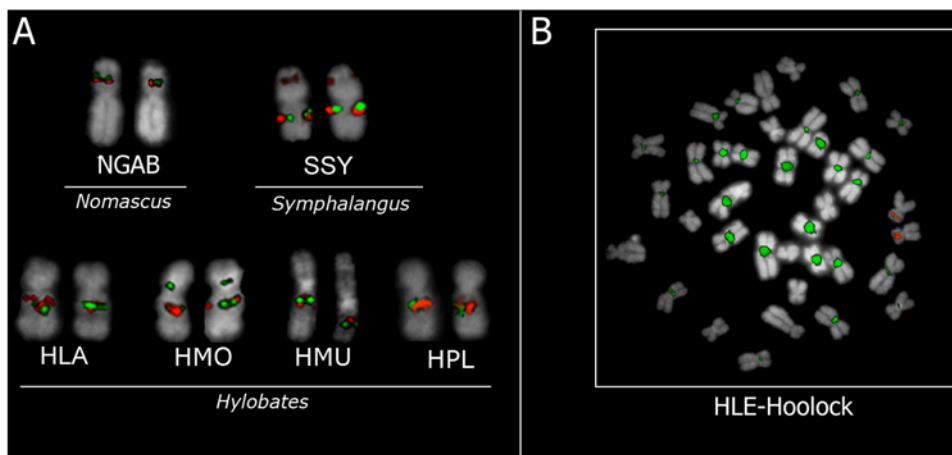 A
B
NGAB
SSY
Nomascus
Symphalangus
HLA
HMO
HMU
HPL
Hylobates
HLE-Hoolock